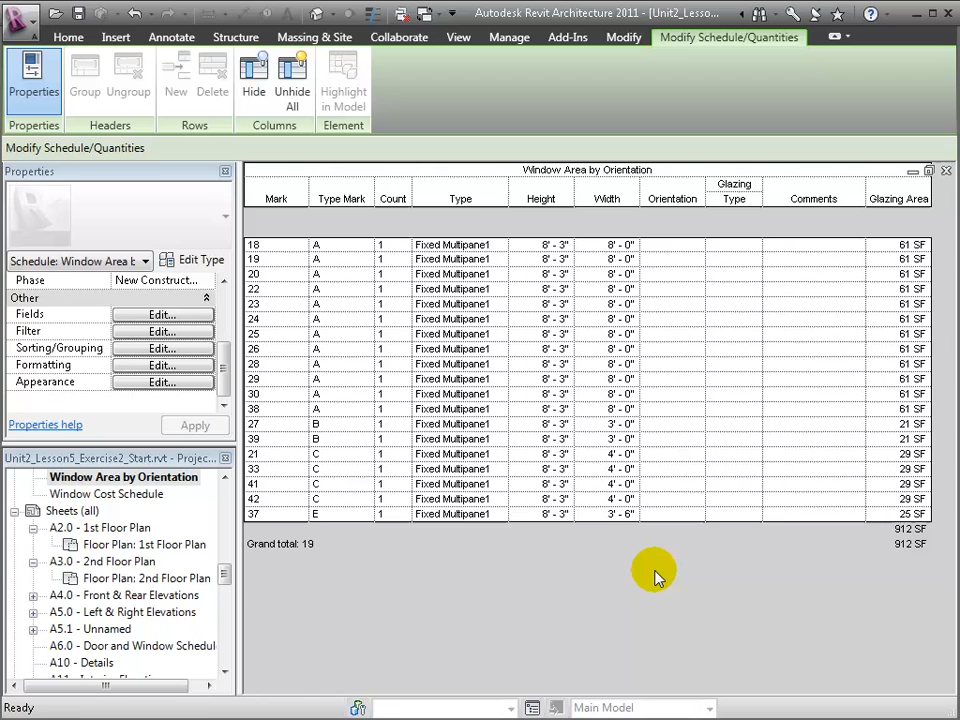 Autodesk Revit Architecture 2011 - [Unit2_Lesso...
Home Insert Annotate Structure Massing & Site Collaborate View Manage Add-Ins Modify Modify Schedule/Quantities
Properties Group Ungroup New Delete Hide Unhide All Highlight in Model
Properties Headers Rows Columns Element
Modify Schedule/Quantities
Properties
Schedule: Window Area b Edit Type
Phase New Construct...
Other
Fields Edit...
Filter Edit...
Sorting/Grouping Edit...
Formatting Edit...
Appearance Edit...
Properties help Apply
Unit2_Lesson5_Exercise2_Start.rvt - Projec...
Window Area by Orientation
Window Cost Schedule
Sheets (all)
A2.0 - 1st Floor Plan
Floor Plan: 1st Floor Plan
A3.0 - 2nd Floor Plan
Floor Plan: 2nd Floor Plan
A4.0 - Front & Rear Elevations
A5.0 - Left & Right Elevations
A5.1 - Unnamed
A6.0 - Door and Window Schedul
A10 - Details
Window Area by Orientation
Mark Type Mark Count Type Height Width Orientation Glazing Type Comments Glazing Area
18 A 1 Fixed Multipane1 8' - 3" 8' - 0" 61 SF
19 A 1 Fixed Multipane1 8' - 3" 8' - 0" 61 SF
20 A 1 Fixed Multipane1 8' - 3" 8' - 0" 61 SF
22 A 1 Fixed Multipane1 8' - 3" 8' - 0" 61 SF
23 A 1 Fixed Multipane1 8' - 3" 8' - 0" 61 SF
24 A 1 Fixed Multipane1 8' - 3" 8' - 0" 61 SF
25 A 1 Fixed Multipane1 8' - 3" 8' - 0" 61 SF
26 A 1 Fixed Multipane1 8' - 3" 8' - 0" 61 SF
28 A 1 Fixed Multipane1 8' - 3" 8' - 0" 61 SF
29 A 1 Fixed Multipane1 8' - 3" 8' - 0" 61 SF
30 A 1 Fixed Multipane1 8' - 3" 8' - 0" 61 SF
38 A 1 Fixed Multipane1 8' - 3" 8' - 0" 61 SF
27 B 1 Fixed Multipane1 8' - 3" 3' - 0" 21 SF
39 B 1 Fixed Multipane1 8' - 3" 3' - 0" 21 SF
21 C 1 Fixed Multipane1 8' - 3" 4' - 0" 29 SF
33 C 1 Fixed Multipane1 8' - 3" 4' - 0" 29 SF
41 C 1 Fixed Multipane1 8' - 3" 4' - 0" 29 SF
42 C 1 Fixed Multipane1 8' - 3" 4' - 0" 29 SF
37 E 1 Fixed Multipane1 8' - 3" 3' - 6" 25 SF
912 SF
Grand total: 19 912 SF
Ready Main Model